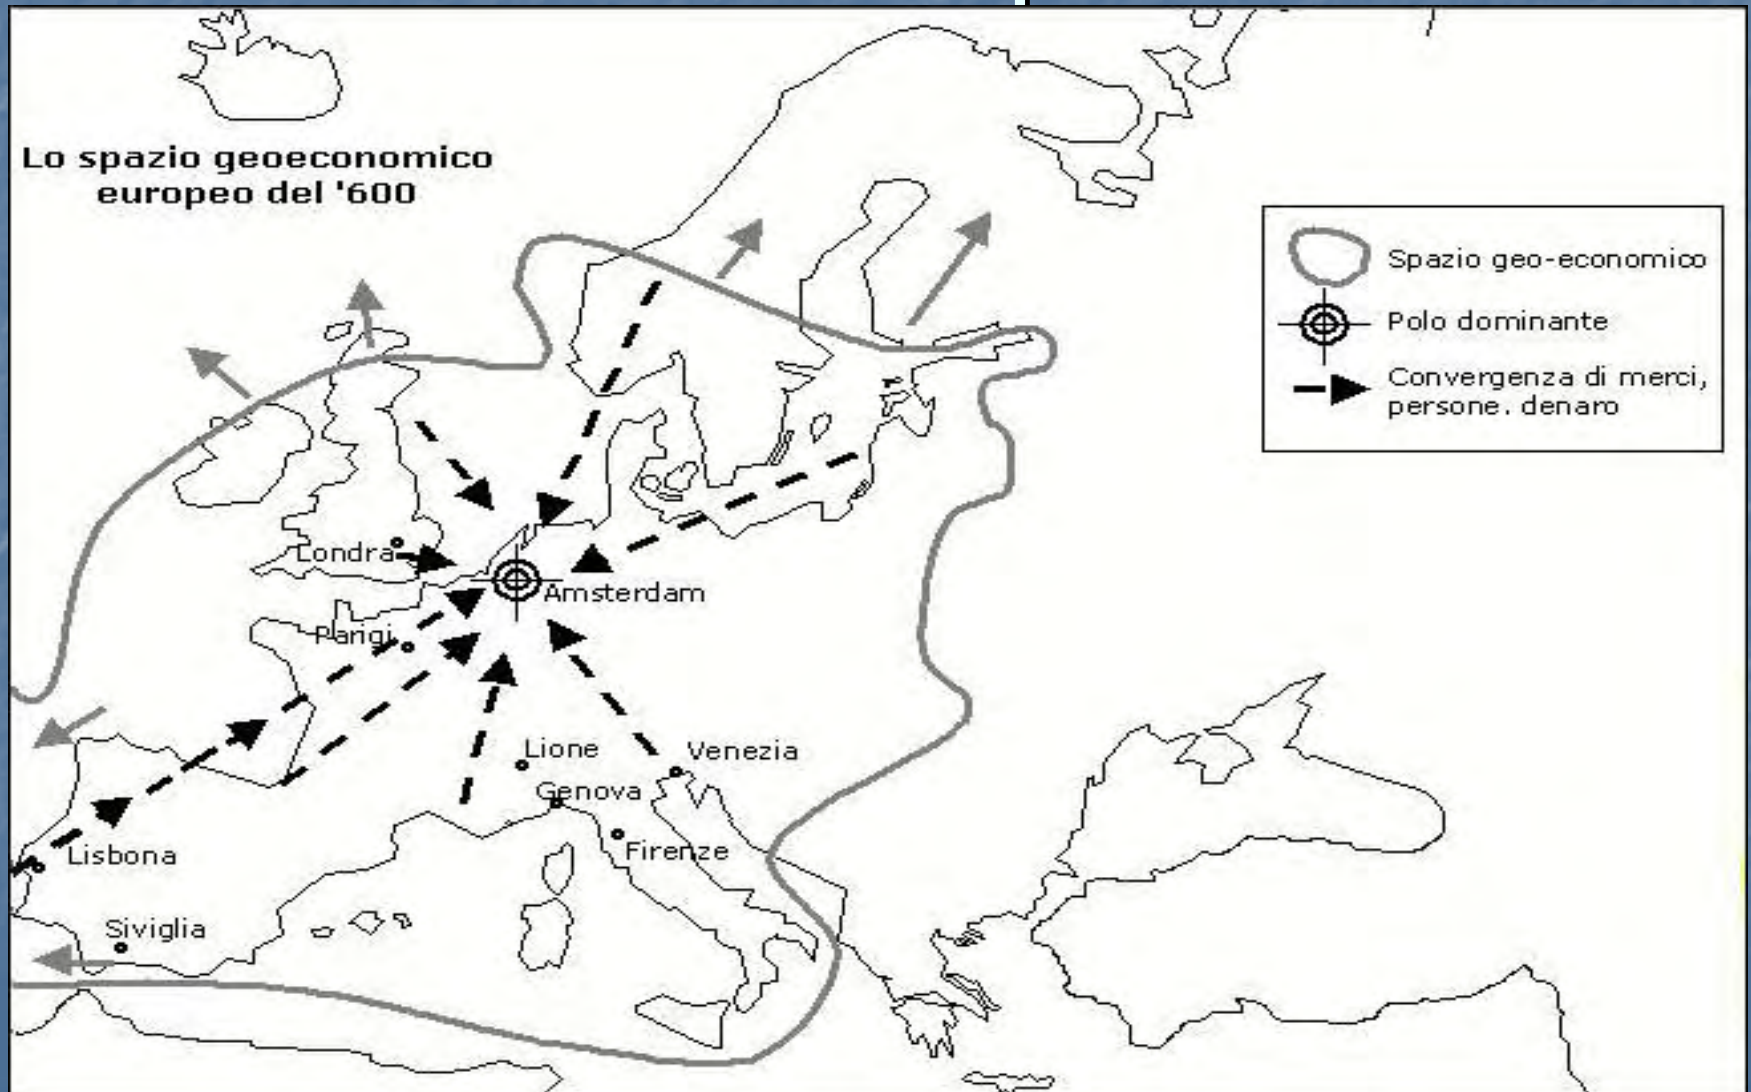 Lo spazio geoeconomico
europeo del '600
Spazio geo-economico
Polo dominante
Convergenza di merci,
persone. denaro
Londra
Amsterdam
Parigi
Lione
Venezia
Genova
Firenze
Lisbona
Siviglia